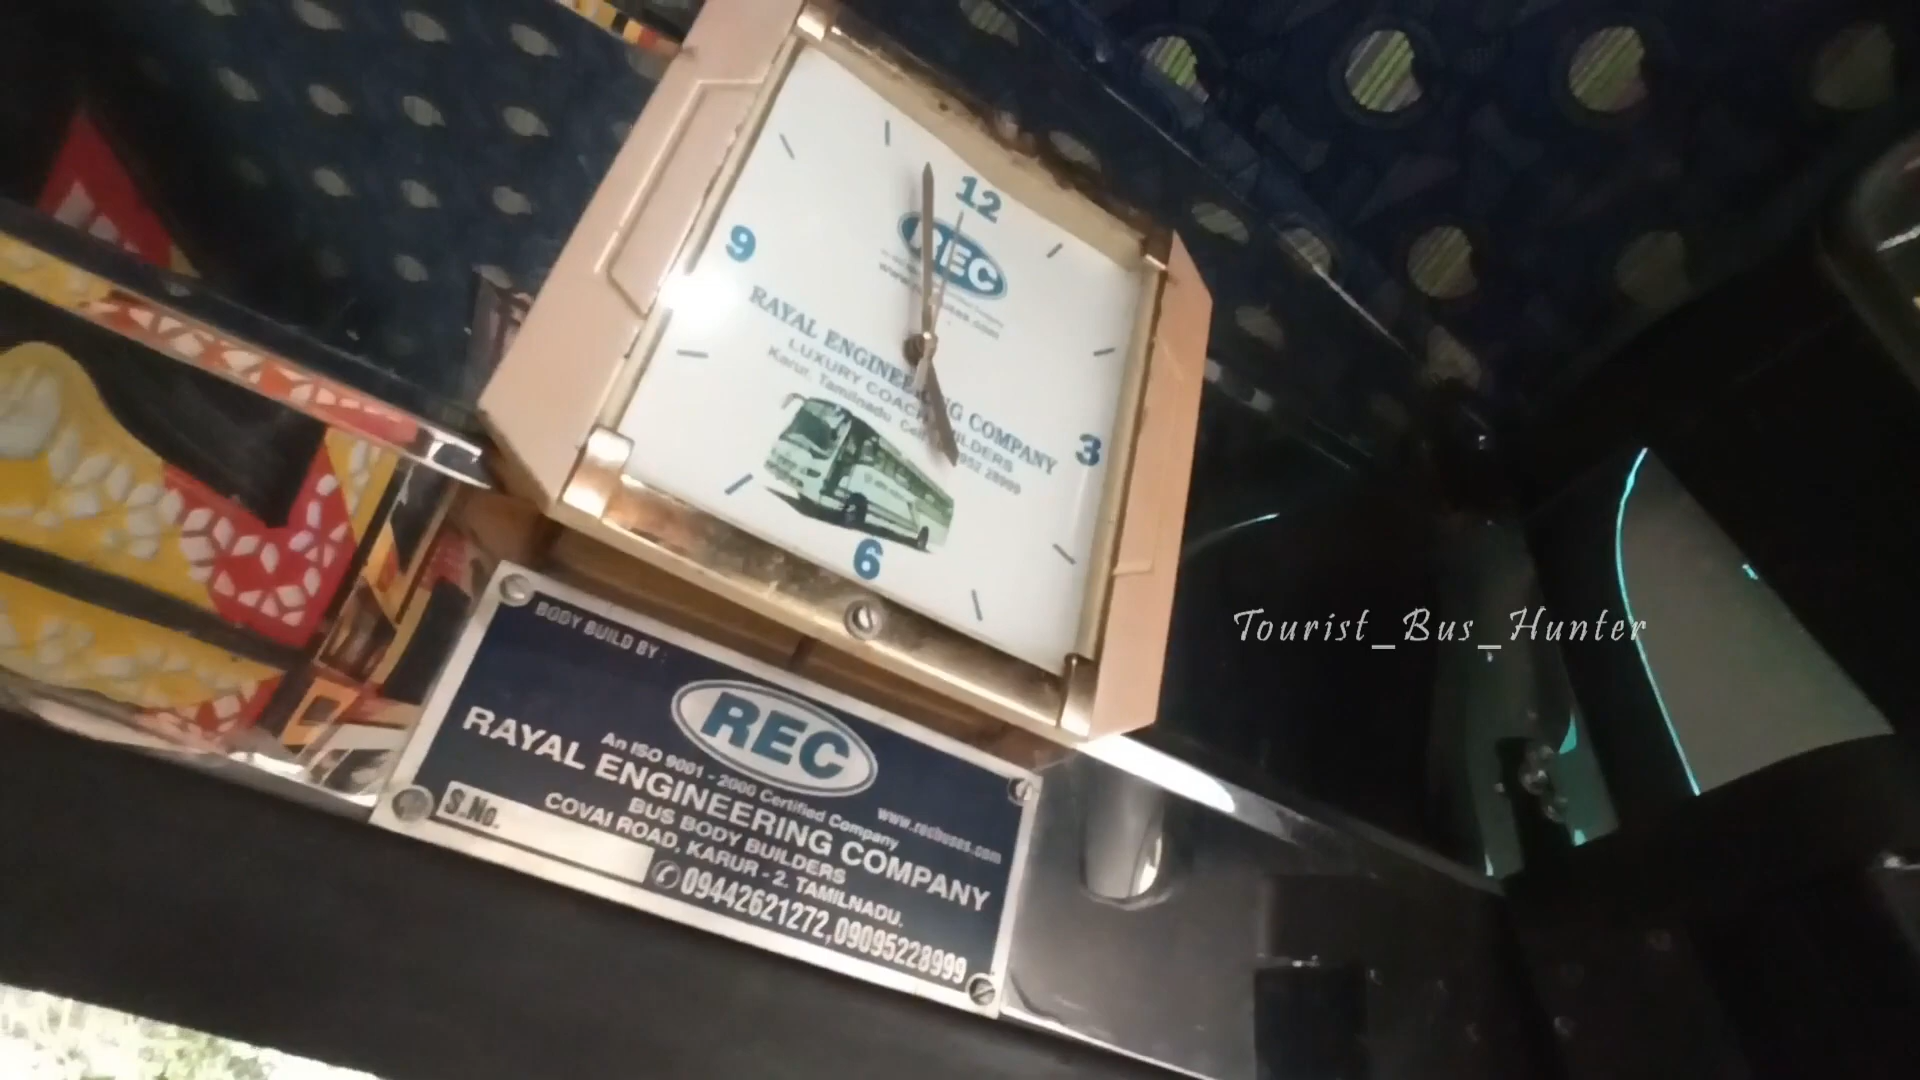 12
9
3
6
REC
RAYAL ENGINEERING COMPANY
LUXURY COACH BUILDERS
Karur, Tamilnadu
BODY BUILD BY :
REC
An ISO 9001 - 2000 Certified Company
www.recbuses.com
RAYAL ENGINEERING COMPANY
BUS BODY BUILDERS
COVAI ROAD, KARUR - 2. TAMILNADU.
S.No.
09442621272,09095228999
Tourist_Bus_Hunter